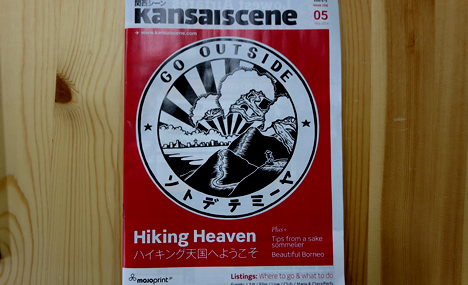 関西シーン
kansaiscene
05
→ www.kansaiscene.com
GO OUTSIDE
ソトデテミーヤ
Hiking Heaven
ハイキング天国へようこそ
Plus+
Tips from a sake
sommelier
Beautiful Borneo
mojoprint
Listings: Where to go & what to do